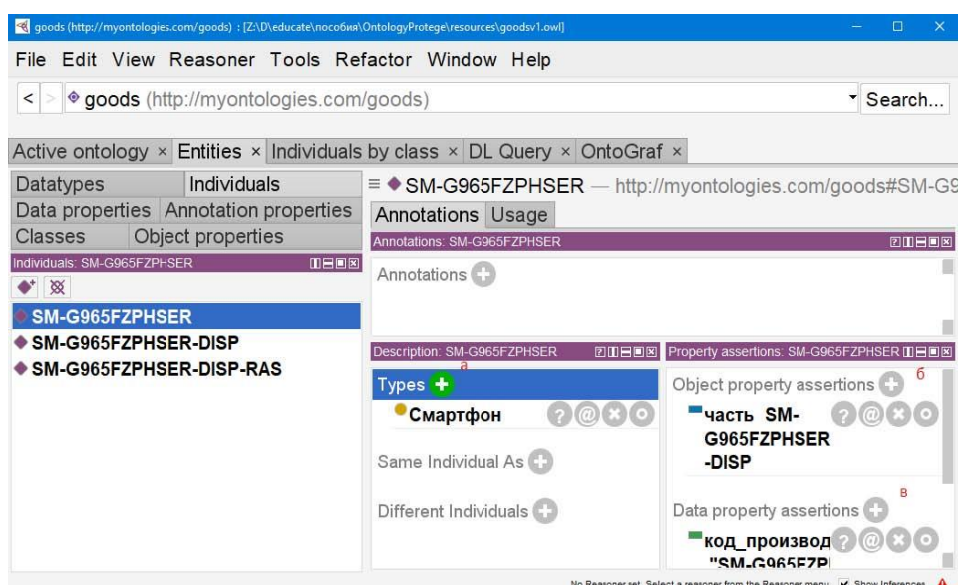 goods (http://myontologies.com/goods) : [Z:\D\educate\пособия\OntologyProtege\resources\goodsv1.owl]
File Edit View Reasoner Tools Refactor Window Help
< > goods (http://myontologies.com/goods) Search...
Active ontology × Entities × Individuals by class × DL Query × OntoGraf ×
Datatypes Individuals
Data properties Annotation properties
Classes Object properties
Individuals: SM-G965FZPHSER
SM-G965FZPHSER
SM-G965FZPHSER-DISP
SM-G965FZPHSER-DISP-RAS
≡ SM-G965FZPHSER — http://myontologies.com/goods#SM-G9
Annotations Usage
Annotations: SM-G965FZPHSER
Annotations
Description: SM-G965FZPHSER
а
Types
Смартфон
Same Individual As
Different Individuals
Property assertions: SM-G965FZPHSER
Object property assertions б
часть SM-
G965FZPHSER
-DISP
в
Data property assertions
код_производ
"SM-G965FZP
No Reasoner set. Select a reasoner from the Reasoner menu Show Inferences